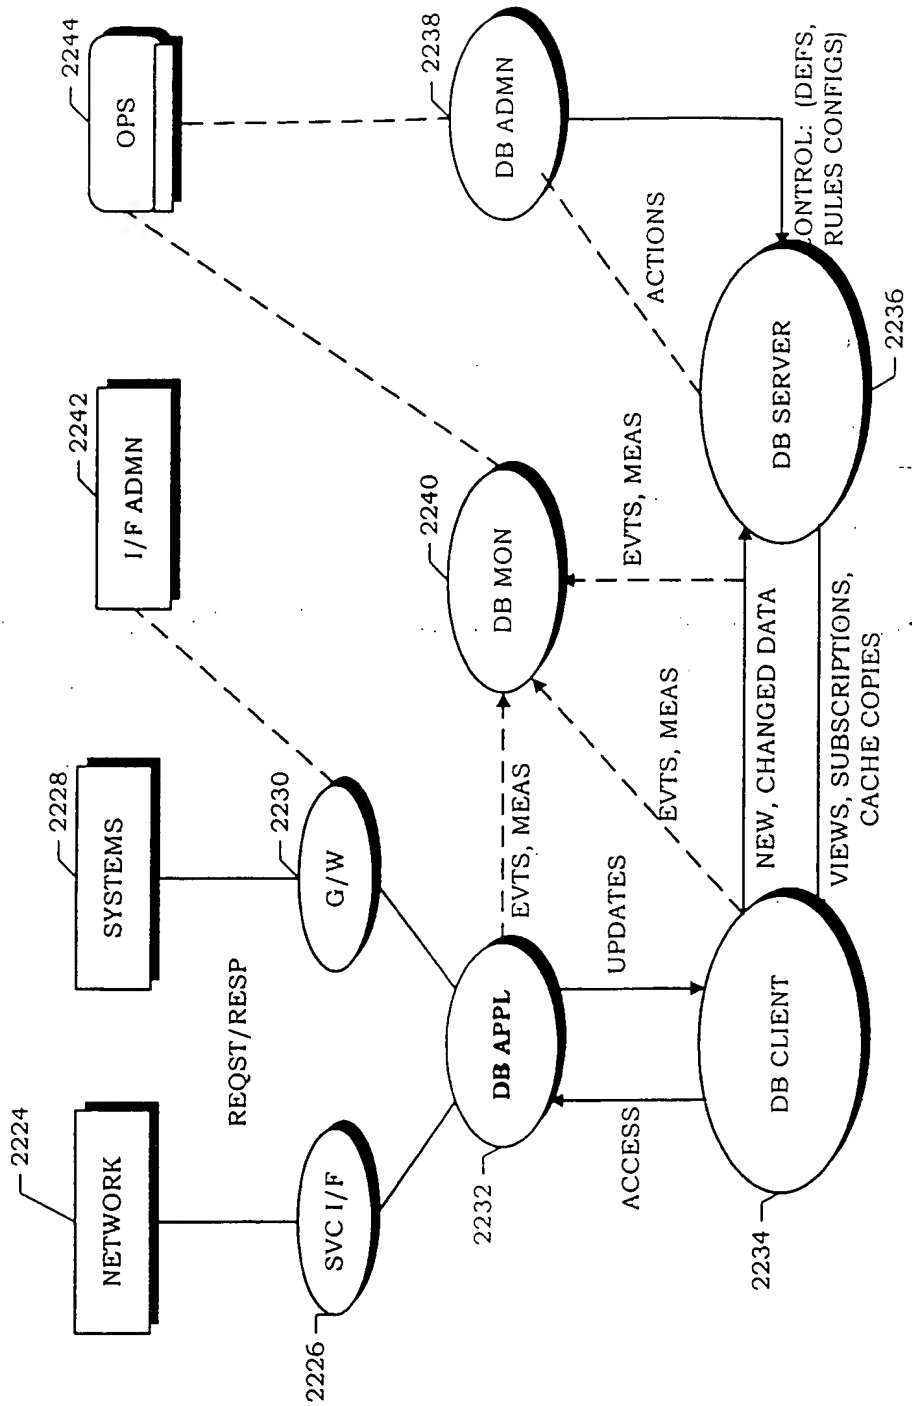 2224
NETWORK
2228
SYSTEMS
2242
I/F ADMN
2244
OPS
REQST/RESP
2226
SVC I/F
2230
G/W
2232
DB APPL
EVTS, MEAS
2240
DB MON
2238
DB ADMN
ACCESS
UPDATES
EVTS, MEAS
EVTS, MEAS
ACTIONS
2234
DB CLIENT
NEW, CHANGED DATA
VIEWS, SUBSCRIPTIONS,
CACHE COPIES
DB SERVER
2236
CONTROL: (DEFS,
RULES CONFIGS)